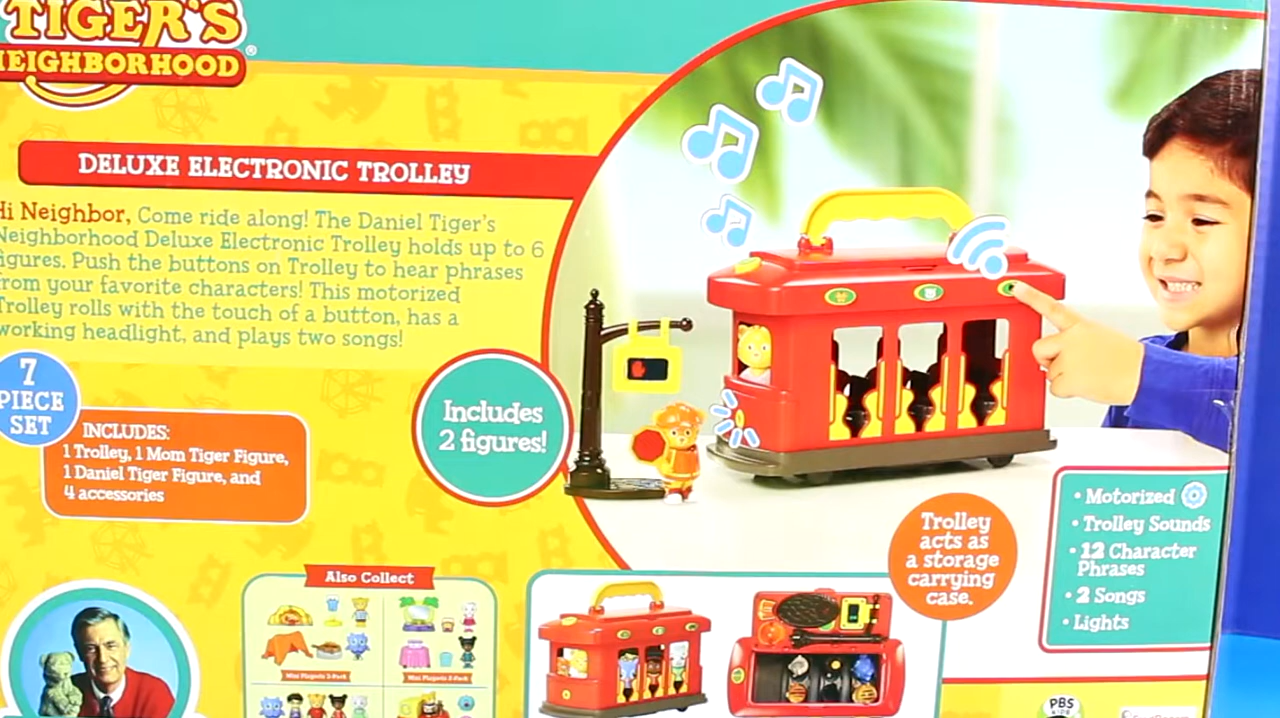 TIGER'S
NEIGHBORHOOD®
DELUXE ELECTRONIC TROLLEY
Hi Neighbor, Come ride along! The Daniel Tiger's
Neighborhood Deluxe Electronic Trolley holds up to 6
figures. Push the buttons on Trolley to hear phrases
from your favorite characters! This motorized
Trolley rolls with the touch of a button, has a
working headlight, and plays two songs!
7
PIECE
SET
INCLUDES:
1 Trolley, 1 Mom Tiger Figure,
1 Daniel Tiger Figure, and
4 accessories
Includes
2 figures!
Trolley
acts as
a storage
carrying
case.
• Motorized
• Trolley Sounds
• 12 Character
Phrases
• 2 Songs
• Lights
Also Collect
PBS
KIDS